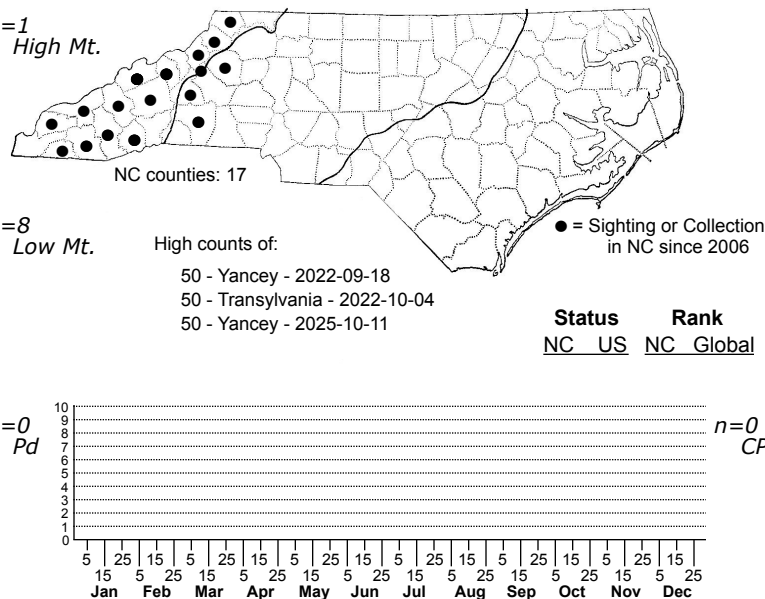 =1
High Mt.
NC counties: 17
=8
Low Mt.
High counts of:
50 - Yancey - 2022-09-18
50 - Transylvania - 2022-10-04
50 - Yancey - 2025-10-11
● = Sighting or Collection
in NC since 2006
Status Rank
NC US NC Global
=0
Pd
n=0
CP
10
9
8
7
6
5
4
3
2
1
0
5 25 15 5 25 15 5 25 15 5 25 15 5 25 15 5 25 15
15 5 25 15 5 25 15 5 25 15 5 25 15 5 25 15 5 25
Jan Feb Mar Apr May Jun Jul Aug Sep Oct Nov Dec